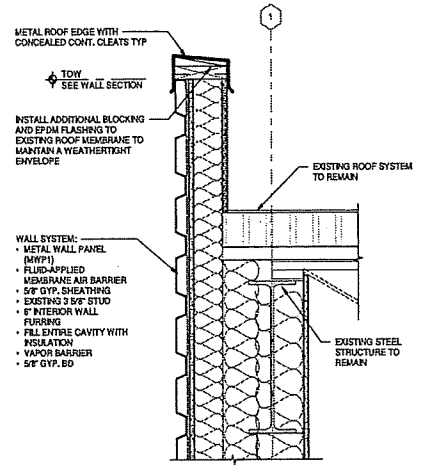 METAL ROOF EDGE WITH
CONCEALED CONT. CLEATS TYP
1
TOW
SEE WALL SECTION
INSTALL ADDITIONAL BLOCKING
AND EPDM FLASHING TO
EXISTING ROOF MEMBRANE TO
MAINTAIN A WEATHERTIGHT
ENVELOPE
EXISTING ROOF SYSTEM
TO REMAIN
WALL SYSTEM:
• METAL WALL PANEL
(MWP1)
• FLUID-APPLIED
MEMBRANE AIR BARRIER
• 5/8" GYP. SHEATHING
• EXISTING 3 5/8" STUD
• 6" INTERIOR WALL
FURRING
• FILL ENTIRE CAVITY WITH
INSULATION
• VAPOR BARRIER
• 5/8" GYP. BD
EXISTING STEEL
STRUCTURE TO
REMAIN